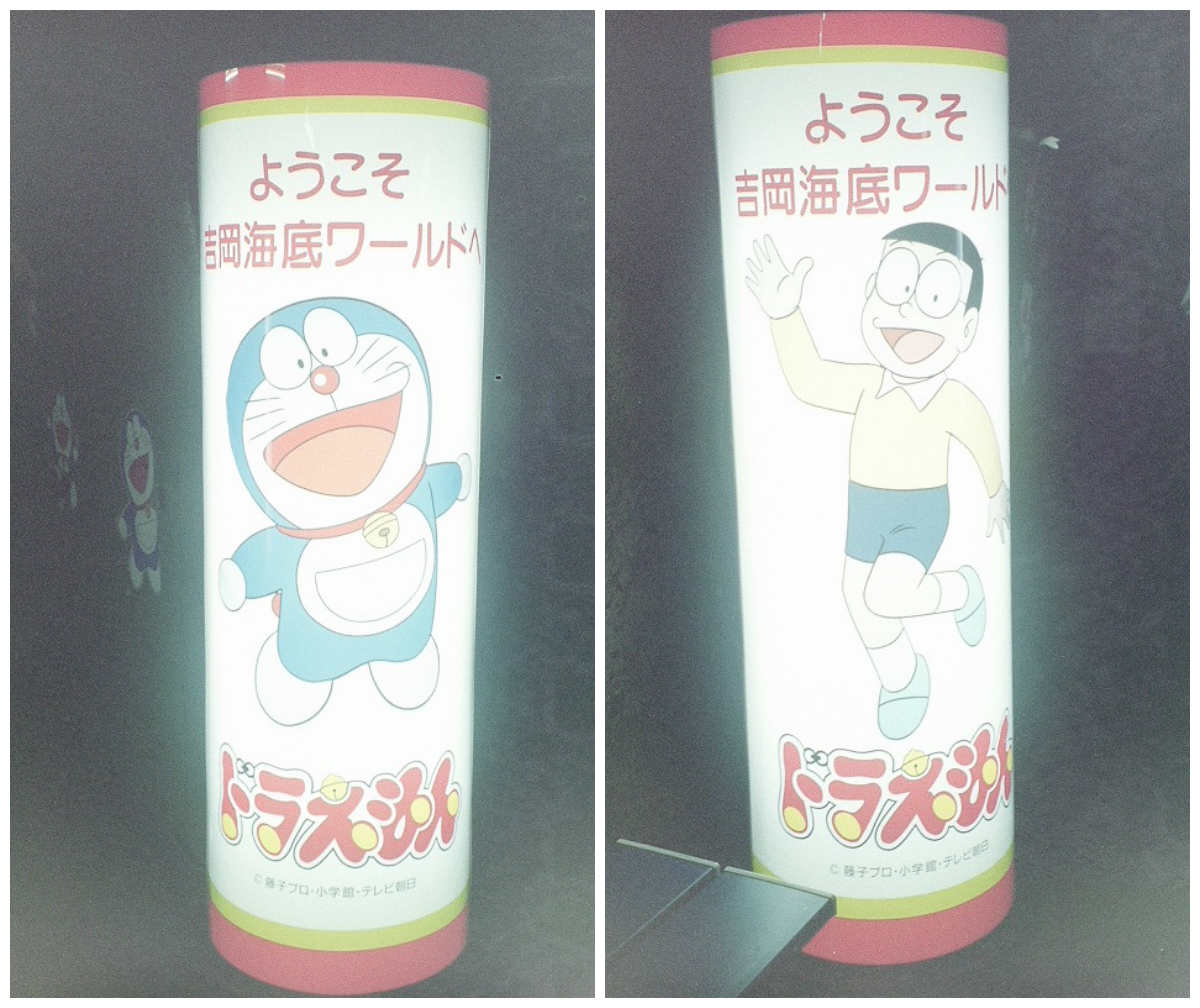 ようこそ
吉岡海底ワールドへ
ドラえもん
© 藤子プロ・小学館・テレビ朝日
ようこそ
吉岡海底ワールド
ドラえもん
© 藤子プロ・小学館・テレビ朝日